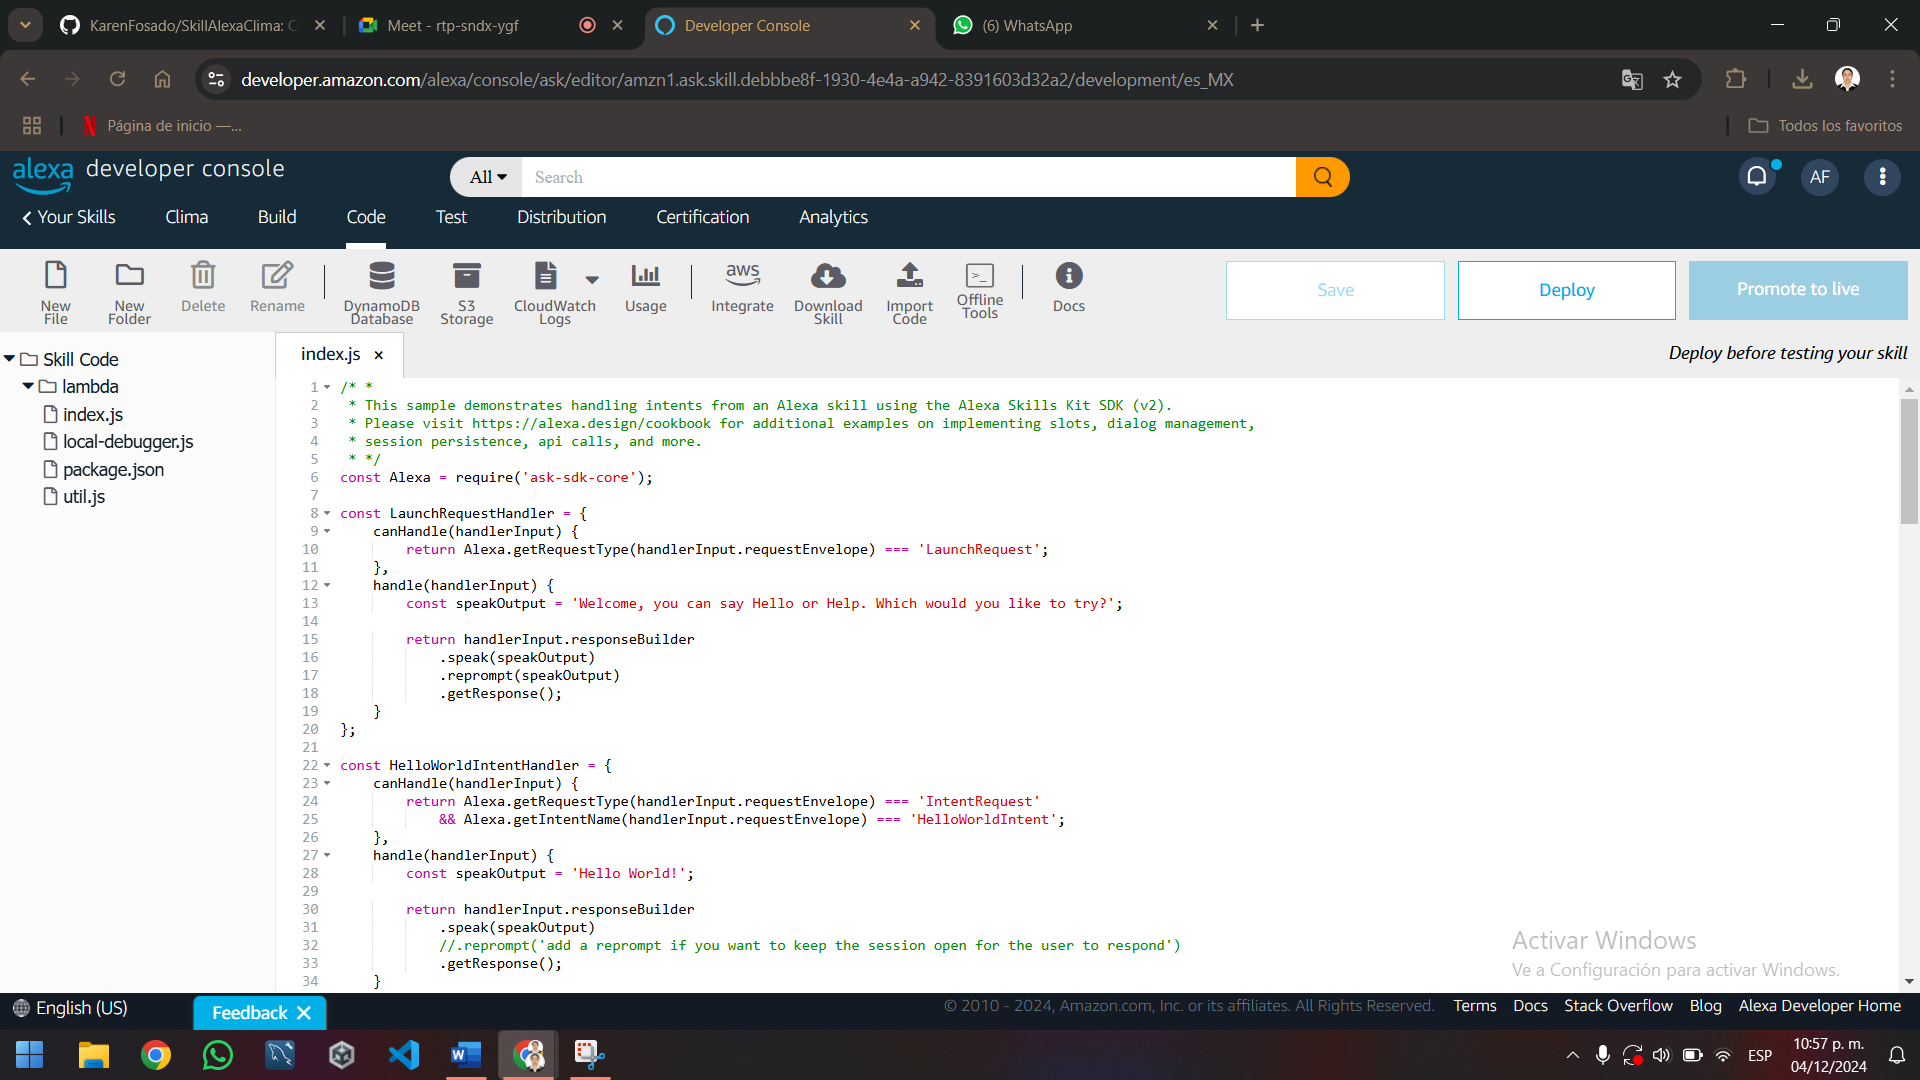 KarenFosado/SkillAlexaClima: C
Meet - rtp-sndx-ygf
Developer Console
(6) WhatsApp
developer.amazon.com/alexa/console/ask/editor/amzn1.ask.skill.debbbe8f-1930-4e4a-a942-8391603d32a2/development/es_MX
Página de inicio —...
Todos los favoritos
alexa developer console
All
Search
AF
Your Skills
Clima
Build
Code
Test
Distribution
Certification
Analytics
New File
New Folder
Delete
Rename
DynamoDB Database
S3 Storage
CloudWatch Logs
Usage
aws
Integrate
Download Skill
Import Code
Offline Tools
Docs
Save
Deploy
Promote to live
Skill Code
lambda
index.js
local-debugger.js
package.json
util.js
index.js ×
Deploy before testing your skill
1 /* *
2 * This sample demonstrates handling intents from an Alexa skill using the Alexa Skills Kit SDK (v2).
3 * Please visit https://alexa.design/cookbook for additional examples on implementing slots, dialog management,
4 * session persistence, api calls, and more.
5 * */
6 const Alexa = require('ask-sdk-core');
7
8 const LaunchRequestHandler = {
9 canHandle(handlerInput) {
10 return Alexa.getRequestType(handlerInput.requestEnvelope) === 'LaunchRequest';
11 },
12 handle(handlerInput) {
13 const speakOutput = 'Welcome, you can say Hello or Help. Which would you like to try?';
14
15 return handlerInput.responseBuilder
16 .speak(speakOutput)
17 .reprompt(speakOutput)
18 .getResponse();
19 }
20 };
21
22 const HelloWorldIntentHandler = {
23 canHandle(handlerInput) {
24 return Alexa.getRequestType(handlerInput.requestEnvelope) === 'IntentRequest'
25 && Alexa.getIntentName(handlerInput.requestEnvelope) === 'HelloWorldIntent';
26 },
27 handle(handlerInput) {
28 const speakOutput = 'Hello World!';
29
30 return handlerInput.responseBuilder
31 .speak(speakOutput)
32 //.reprompt('add a reprompt if you want to keep the session open for the user to respond')
33 .getResponse();
34 }
Activar Windows
Ve a Configuración para activar Windows.
English (US)
Feedback
© 2010 - 2024, Amazon.com, Inc. or its affiliates. All Rights Reserved.
Terms
Docs
Stack Overflow
Blog
Alexa Developer Home
ESP
10:57 p. m.
04/12/2024